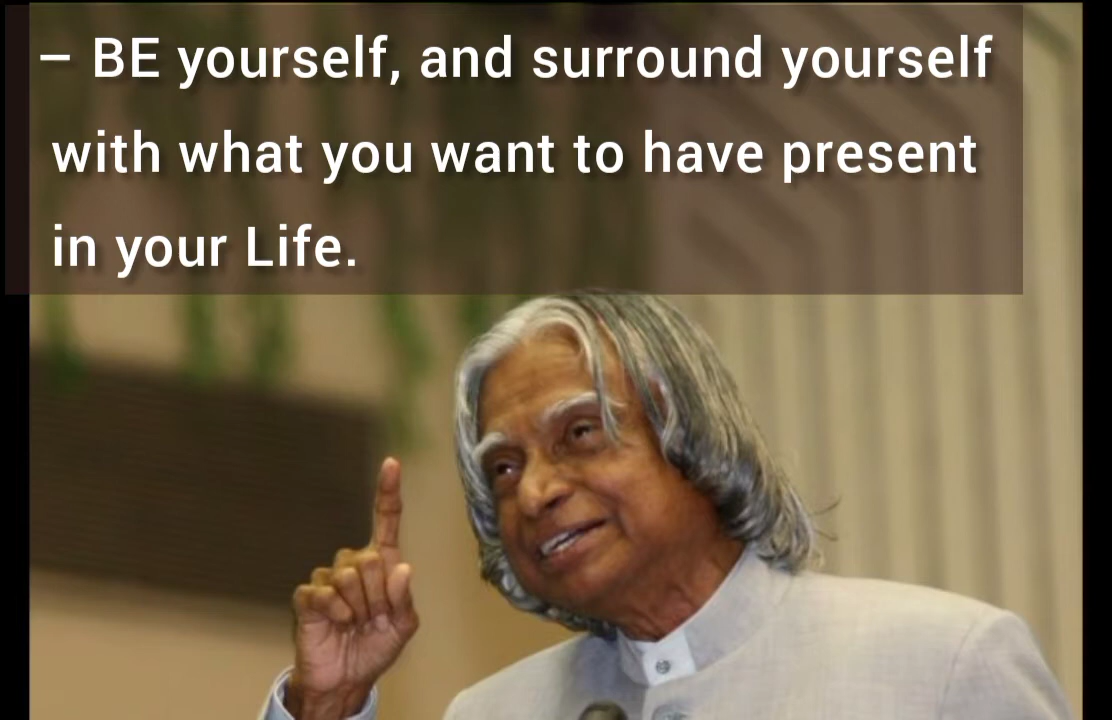 – BE yourself, and surround yourself
with what you want to have present
in your Life.